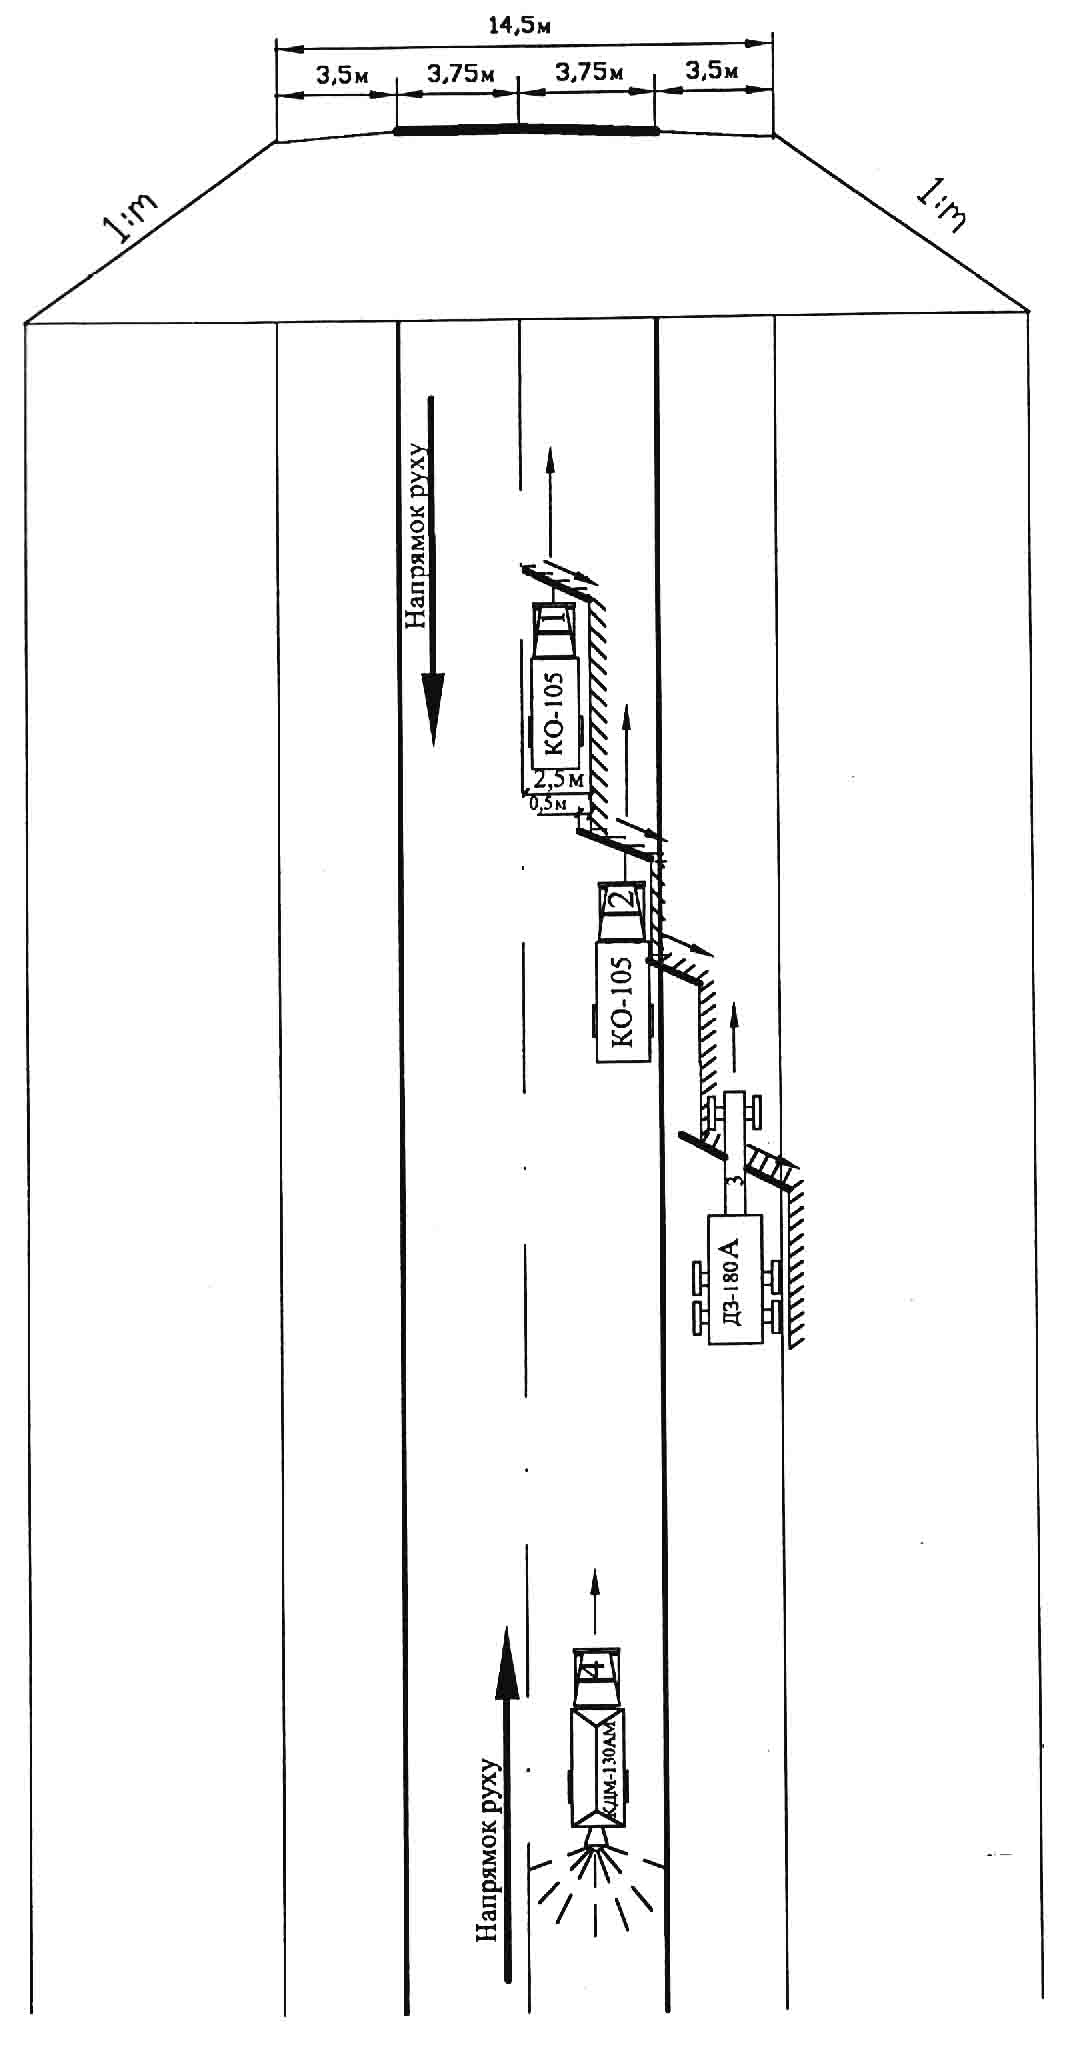 14,5м
3,5м
3,75м
3,75м
3,5м
1:m
1:m
Напрямок руху
1
КО-105
2,5м
0,5м
2
КО-105
3
ДЗ-180А
4
КДМ-130АМ
Напрямок руху